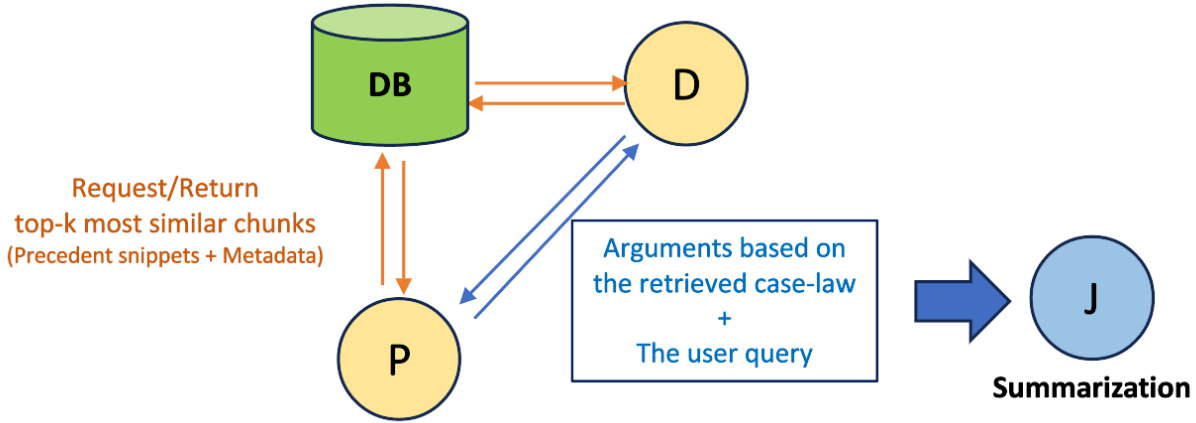 DB
D
Request/Return
top-k most similar chunks
(Precedent snippets + Metadata)
Arguments based on
the retrieved case-law
+
The user query
P
J
Summarization